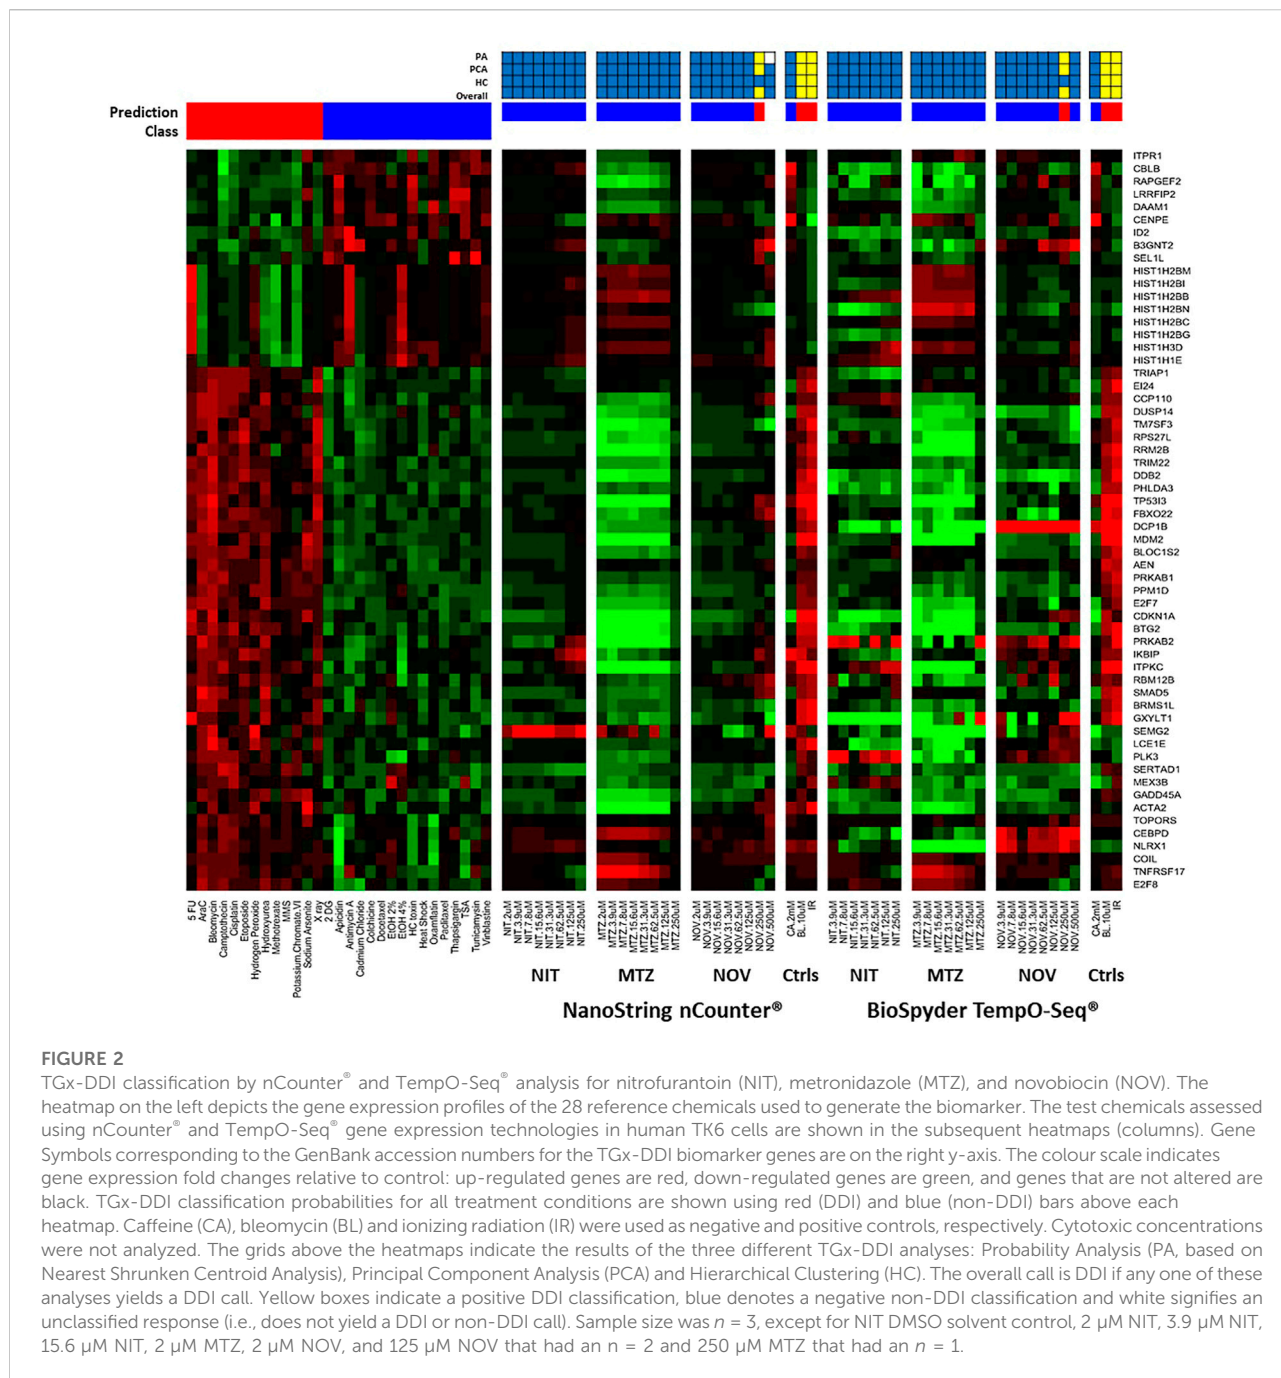 PA
PCA
HC
Overall
Prediction
Class
ITPR1
CBLB
RAPGEF2
LRRFIP2
DAAM1
CENPE
ID2
B3GNT2
SEL1L
HIST1H2BM
HIST1H2BI
HIST1H2BB
HIST1H2BN
HIST1H2BC
HIST1H2BG
HIST1H3D
HIST1H1E
TRIAP1
EI24
CCP110
DUSP14
TM7SF3
RPS27L
RRM2B
TRIM22
DDB2
PHLDA3
TP53I3
FBXO22
DCP1B
MDM2
BLOC1S2
AEN
PRKAB1
PPM1D
E2F7
CDKN1A
BTG2
PRKAB2
IKBIP
ITPKC
RBM12B
SMAD5
BRMS1L
GXYLT1
SEMG2
LCE1E
PLK3
SERTAD1
MEX3B
GADD45A
ACTA2
TOPORS
CEBPD
NLRX1
COIL
TNFRSF17
E2F8
5 FU
AraC
Bleomycin
Camptothecin
Cisplatin
Etoposide
Hydrogen Peroxide
Hydroxyurea
Methotrexate
MMS
Potassium.Chromate.VI
Sodium Arsenite
X ray
2 DG
Apicidin
Antimycin A
Cadmium Chloride
Colchicine
Docetaxel
EtOH 2%
EtOH 4%
HC toxin
Heat Shock
Oxamflatin
Paclitaxel
Thapsigargin
TSA
Tunicamysin
Vinblastine
NIT.2uM
NIT.3.9uM
NIT.7.8uM
NIT.15.6uM
NIT.31.3uM
NIT.62.5uM
NIT.125uM
NIT.250uM
MTZ.2uM
MTZ.3.9uM
MTZ.7.8uM
MTZ.15.6uM
MTZ.31.3uM
MTZ.62.5uM
MTZ.125uM
MTZ.250uM
NOV.2uM
NOV.3.9uM
NOV.15.6uM
NOV.31.3uM
NOV.62.5uM
NOV.125uM
NOV.250uM
NOV.500uM
CA.2mM
BL.10uM
IR
NIT.3.9uM
NIT.7.8uM
NIT.15.6uM
NIT.31.3uM
NIT.62.5uM
NIT.125uM
NIT.250uM
MTZ.3.9uM
MTZ.7.8uM
MTZ.15.6uM
MTZ.31.3uM
MTZ.62.5uM
MTZ.125uM
MTZ.250uM
NOV.3.9uM
NOV.7.8uM
NOV.15.6uM
NOV.31.3uM
NOV.62.5uM
NOV.125uM
NOV.250uM
NOV.500uM
CA.2mM
BL.10uM
IR
NIT MTZ NOV Ctrls NIT MTZ NOV Ctrls
NanoString nCounter® BioSpyder TempO-Seq®
FIGURE 2
TGx-DDI classification by nCounter® and TempO-Seq® analysis for nitrofurantoin (NIT), metronidazole (MTZ), and novobiocin (NOV). The
heatmap on the left depicts the gene expression profiles of the 28 reference chemicals used to generate the biomarker. The test chemicals assessed
using nCounter® and TempO-Seq® gene expression technologies in human TK6 cells are shown in the subsequent heatmaps (columns). Gene
Symbols corresponding to the GenBank accession numbers for the TGx-DDI biomarker genes are on the right y-axis. The colour scale indicates
gene expression fold changes relative to control: up-regulated genes are red, down-regulated genes are green, and genes that are not altered are
black. TGx-DDI classification probabilities for all treatment conditions are shown using red (DDI) and blue (non-DDI) bars above each
heatmap. Caffeine (CA), bleomycin (BL) and ionizing radiation (IR) were used as negative and positive controls, respectively. Cytotoxic concentrations
were not analyzed. The grids above the heatmaps indicate the results of the three different TGx-DDI analyses: Probability Analysis (PA, based on
Nearest Shrunken Centroid Analysis), Principal Component Analysis (PCA) and Hierarchical Clustering (HC). The overall call is DDI if any one of these
analyses yields a DDI call. Yellow boxes indicate a positive DDI classification, blue denotes a negative non-DDI classification and white signifies an
unclassified response (i.e., does not yield a DDI or non-DDI call). Sample size was n = 3, except for NIT DMSO solvent control, 2 µM NIT, 3.9 µM NIT,
15.6 µM NIT, 2 µM MTZ, 2 µM NOV, and 125 µM NOV that had an n = 2 and 250 µM MTZ that had an n = 1.